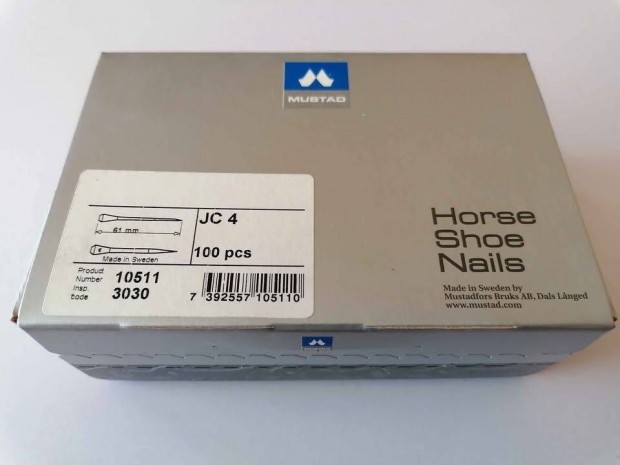 MUSTAD
JC 4
61 mm
100 pcs
Made in Sweden
Product
Number 10511
Insp.
code 3030
7 392557 105110
Horse
Shoe
Nails
Made in Sweden by
Mustadfors Bruks AB, Dals Långed
www.mustad.com